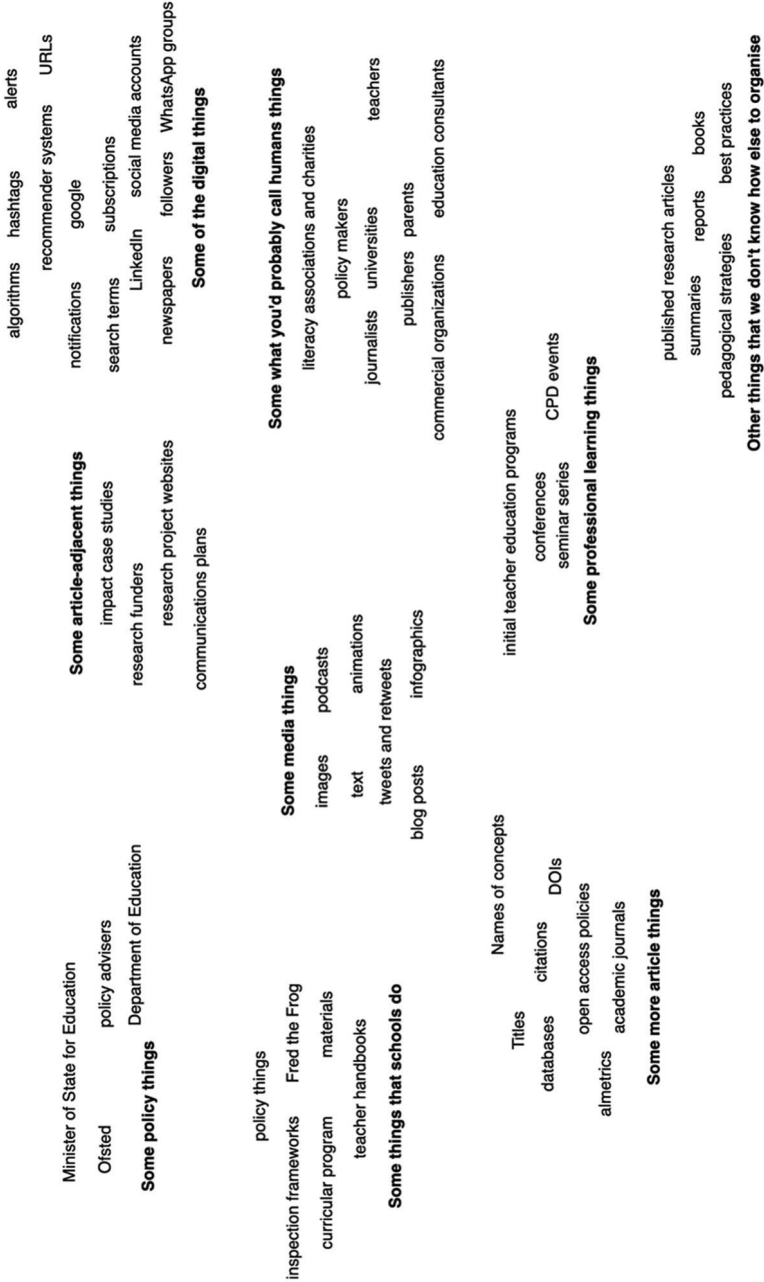 Minister of State for Education
Ofsted policy advisers
Department of Education
Some policy things
Some article-adjacent things
impact case studies
research funders
research project websites
communications plans
algorithms hashtags alerts
recommender systems URLs
notifications google
search terms subscriptions
LinkedIn social media accounts
newspapers followers WhatsApp groups
Some of the digital things
policy things
inspection frameworks Fred the Frog
curricular program materials
teacher handbooks
Some things that schools do
Some media things
images podcasts
text animations
tweets and retweets
blog posts infographics
Some what you'd probably call humans things
literacy associations and charities
policy makers
journalists universities teachers
publishers parents
commercial organizations education consultants
Names of concepts
Titles
databases citations DOIs
open access policies
almetrics academic journals
Some more article things
initial teacher education programs
conferences CPD events
seminar series
Some professional learning things
published research articles
summaries reports books
pedagogical strategies best practices
Other things that we don't know how else to organise